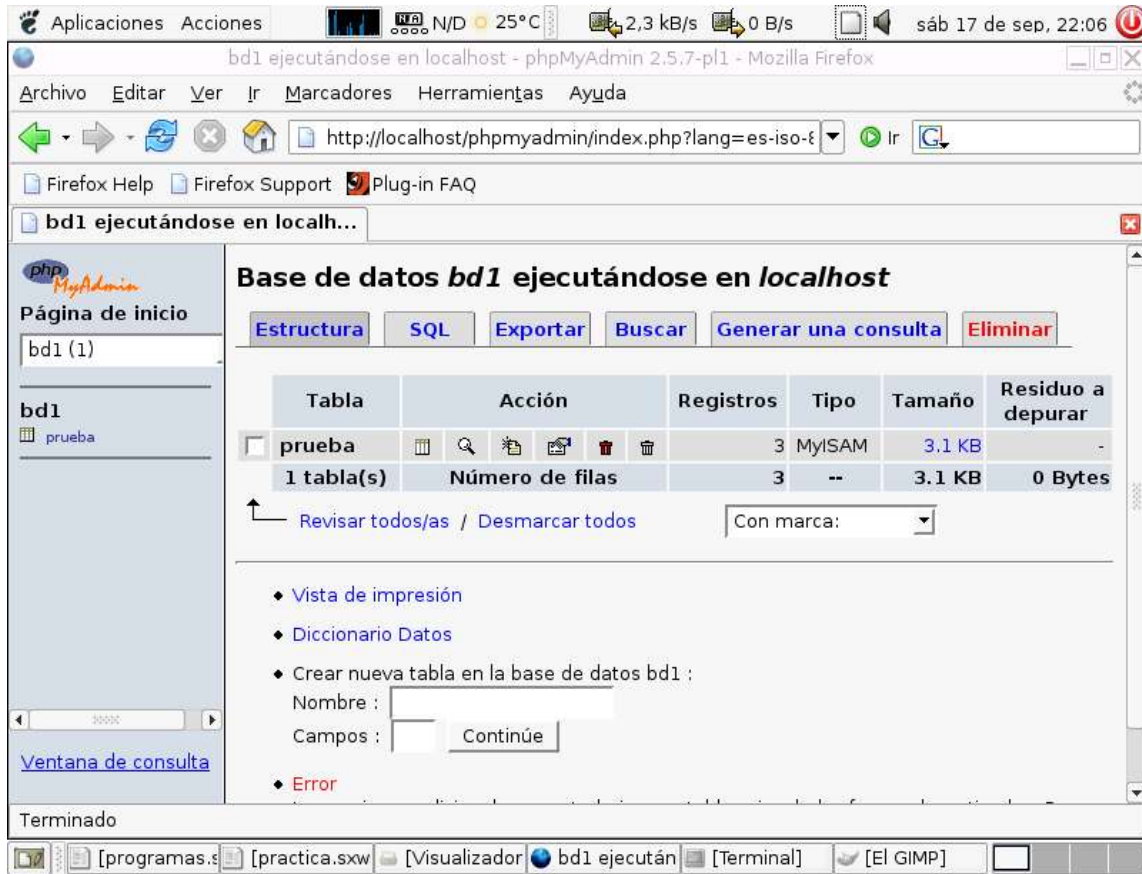 Aplicaciones Acciones N/D N/D 25°C 2,3 kB/s 0 B/s sáb 17 de sep, 22:06
bd1 ejecutándose en localhost - phpMyAdmin 2.5.7-pl1 - Mozilla Firefox
Archivo Editar Ver Ir Marcadores Herramientas Ayuda
http://localhost/phpmyadmin/index.php?lang=es-iso-8 Ir G
Firefox Help Firefox Support Plug-in FAQ
bd1 ejecutándose en localh...
php
MyAdmin
Página de inicio
bd1 (1)
bd1
prueba
Ventana de consulta
Base de datos bd1 ejecutándose en localhost
Estructura SQL Exportar Buscar Generar una consulta Eliminar
Tabla Acción Registros Tipo Tamaño Residuo a depurar
prueba 3 MyISAM 3.1 KB -
1 tabla(s) Número de filas 3 -- 3.1 KB 0 Bytes
Revisar todos/as / Desmarcar todos Con marca:
Vista de impresión
Diccionario Datos
Crear nueva tabla en la base de datos bd1 :
Nombre :
Campos : Continúe
Error
Terminado
[programas.s [practica.sxw [Visualizador bd1 ejecután [Terminal] [El GIMP]